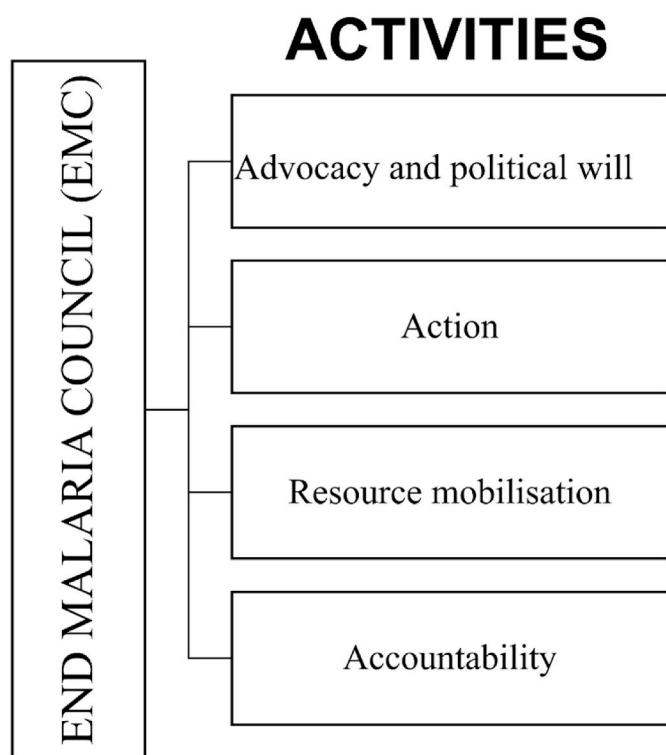 ACTIVITIES
END MALARIA COUNCIL (EMC)
Advocacy and political will
Action
Resource mobilisation
Accountability